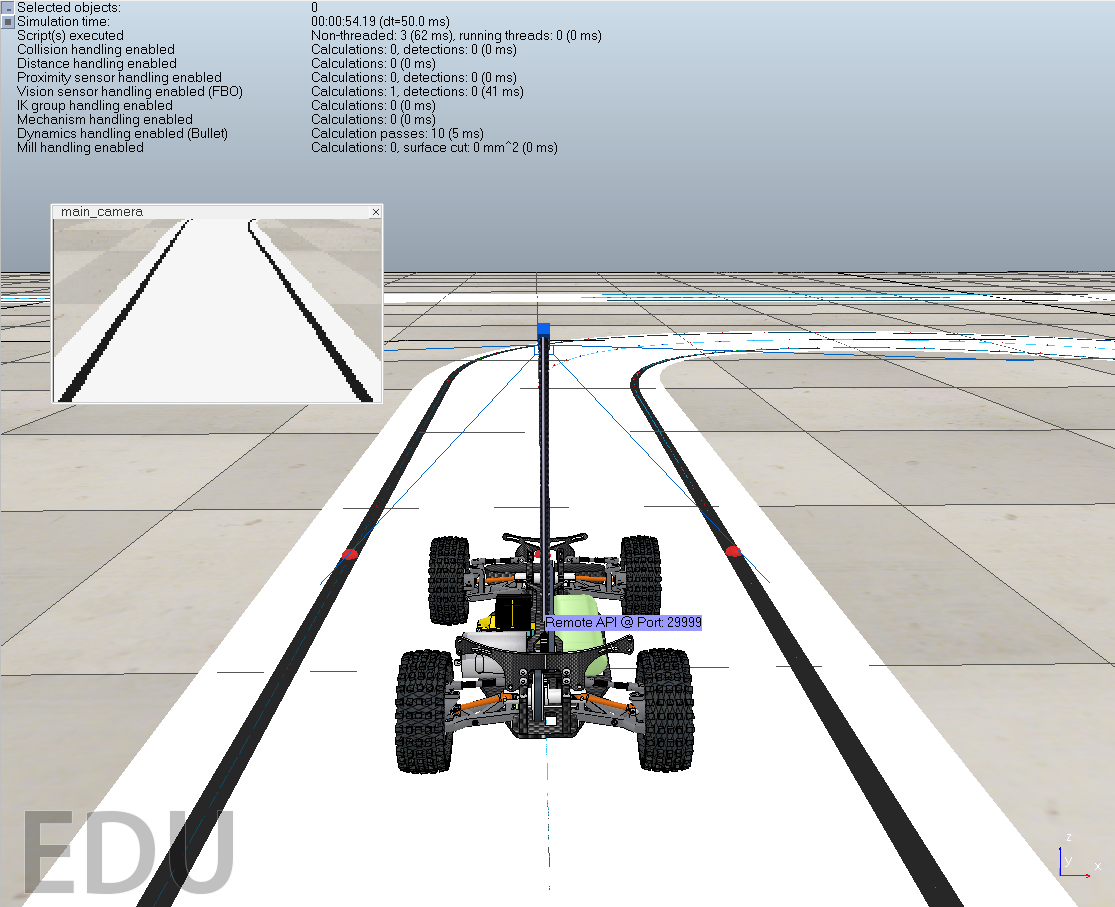 Selected objects: 0
Simulation time: 00:00:54.19 (dt=50.0 ms)
Script(s) executed Non-threaded: 3 (62 ms), running threads: 0 (0 ms)
Collision handling enabled Calculations: 0, detections: 0 (0 ms)
Distance handling enabled Calculations: 0 (0 ms)
Proximity sensor handling enabled Calculations: 0, detections: 0 (0 ms)
Vision sensor handling enabled (FBO) Calculations: 1, detections: 0 (41 ms)
IK group handling enabled Calculations: 0 (0 ms)
Mechanism handling enabled Calculations: 0 (0 ms)
Dynamics handling enabled (Bullet) Calculation passes: 10 (5 ms)
Mill handling enabled Calculations: 0, surface cut: 0 mm^2 (0 ms)
main_camera
Remote API @ Port: 29999
EDU
z
y
x